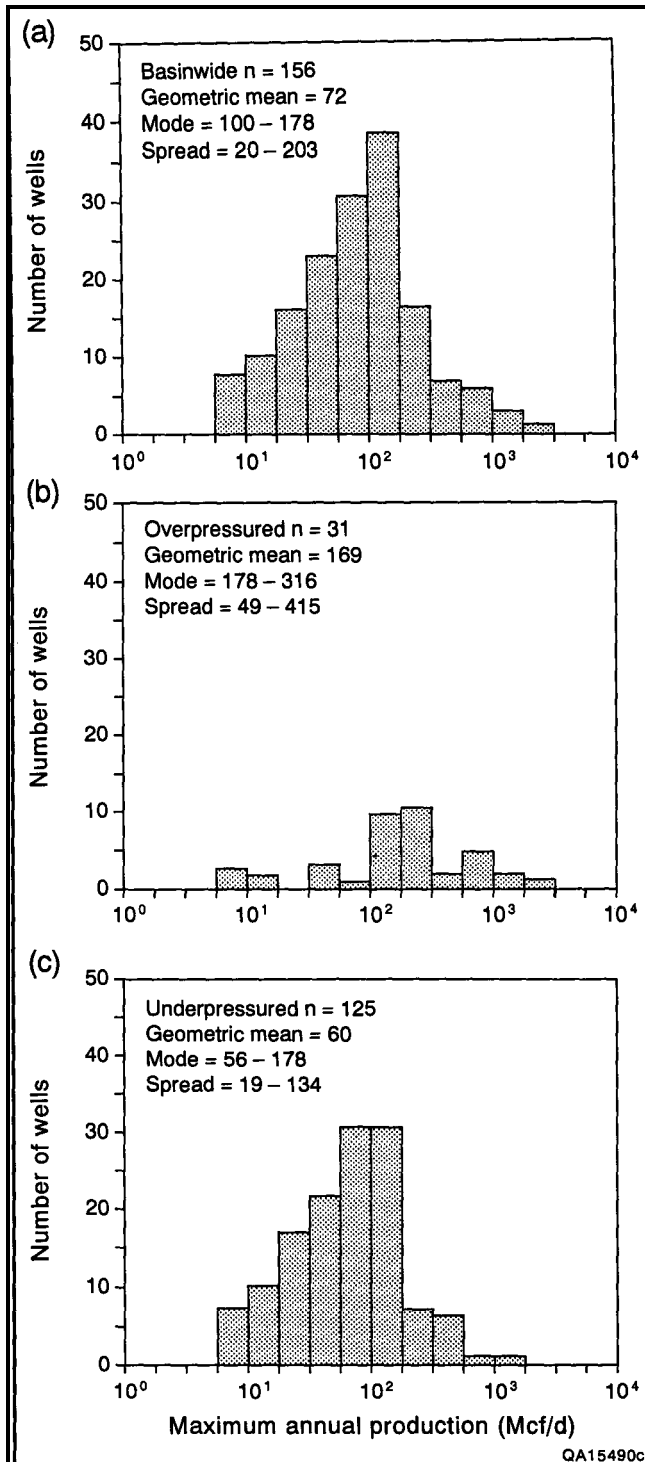 (a)
50
40
30
20
10
0
Number of wells
Basinwide n = 156
Geometric mean = 72
Mode = 100 – 178
Spread = 20 – 203
10⁰ 10¹ 10² 10³ 10⁴
(b)
50
40
30
20
10
0
Number of wells
Overpressured n = 31
Geometric mean = 169
Mode = 178 – 316
Spread = 49 – 415
10⁰ 10¹ 10² 10³ 10⁴
(c)
50
40
30
20
10
0
Number of wells
Underpressured n = 125
Geometric mean = 60
Mode = 56 – 178
Spread = 19 – 134
10⁰ 10¹ 10² 10³ 10⁴
Maximum annual production (Mcf/d)
QA15490c